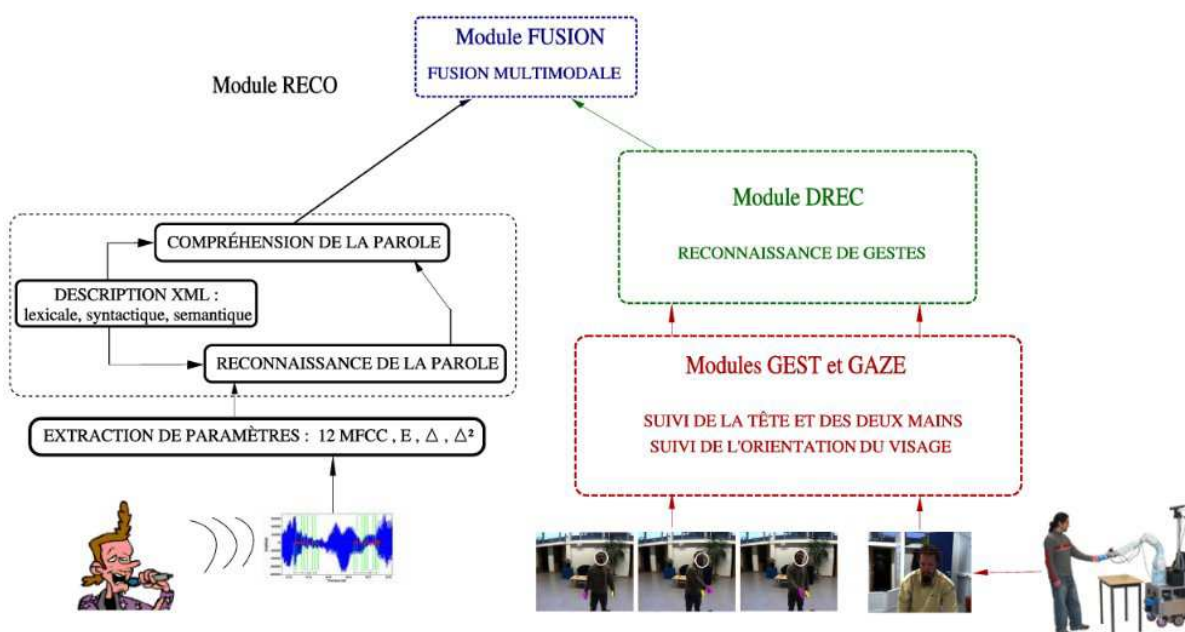 Module FUSION
FUSION MULTIMODALE
Module RECO
Module DREC
RECONNAISSANCE DE GESTES
COMPRÉHENSION DE LA PAROLE
DESCRIPTION XML :
lexicale, syntactique, semantique
RECONNAISSANCE DE LA PAROLE
Modules GEST et GAZE
SUIVI DE LA TÊTE ET DES DEUX MAINS
SUIVI DE L'ORIENTATION DU VISAGE
EXTRACTION DE PARAMÈTRES : 12 MFCC , E , △ , △²